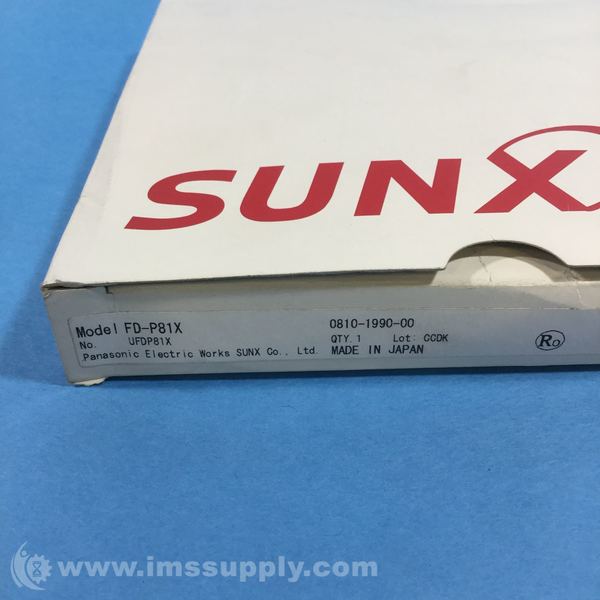 SUNX
Model FD-P81X 0810-1990-00
No. UFDP81X QTY.1 Lot: CCDK
Panasonic Electric Works SUNX Co., Ltd. MADE IN JAPAN
Ro
www.imssupply.com